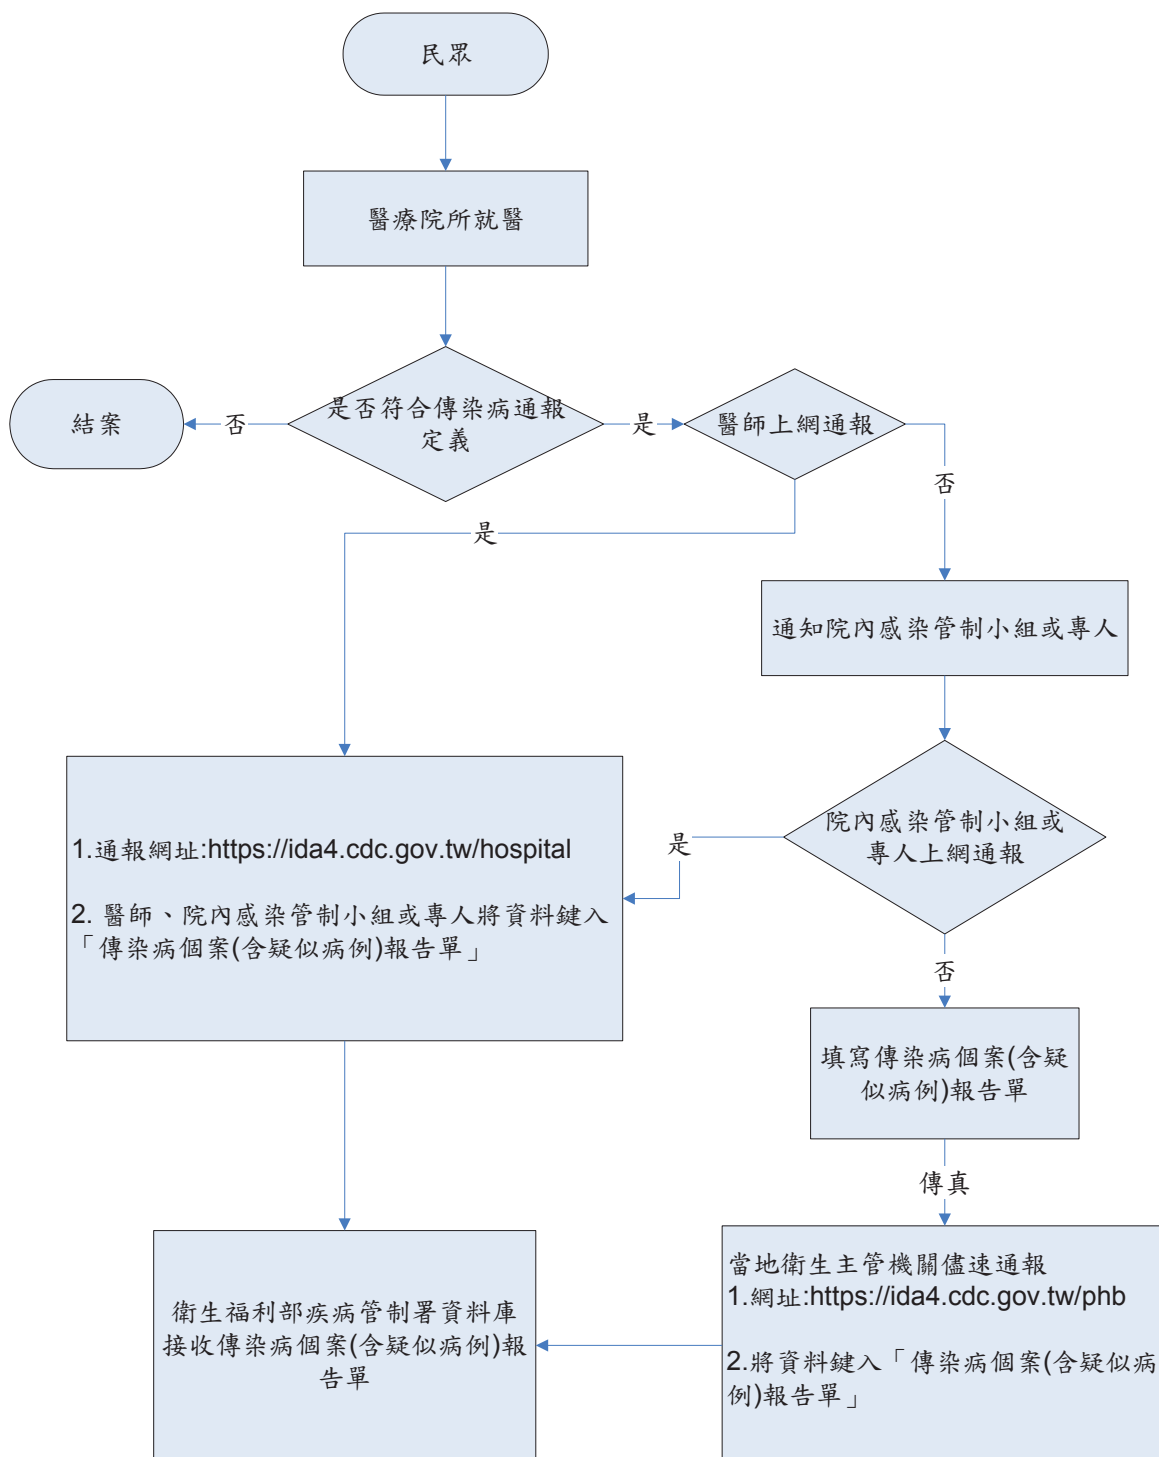 民眾
醫療院所就醫
是否符合傳染病通報
定義
否
結案
是
醫師上網通報
否
是
通知院內感染管制小組或專人
院內感染管制小組或
專人上網通報
是
1.通報網址:https://ida4.cdc.gov.tw/hospital
2. 醫師、院內感染管制小組或專人將資料鍵入
「傳染病個案(含疑似病例)報告單」
否
填寫傳染病個案(含疑
似病例)報告單
傳真
當地衛生主管機關儘速通報
1.網址:https://ida4.cdc.gov.tw/phb
2.將資料鍵入「傳染病個案(含疑似病
例)報告單」
衛生福利部疾病管制署資料庫
接收傳染病個案(含疑似病例)報
告單